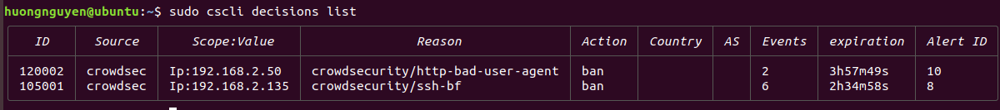 huongnguyen@ubuntu:~$ sudo cscli decisions list
ID Source Scope:Value Reason Action Country AS Events expiration Alert ID
120002 crowdsec Ip:192.168.2.50 crowdsecurity/http-bad-user-agent ban 2 3h57m49s 10
105001 crowdsec Ip:192.168.2.135 crowdsecurity/ssh-bf ban 6 2h34m58s 8